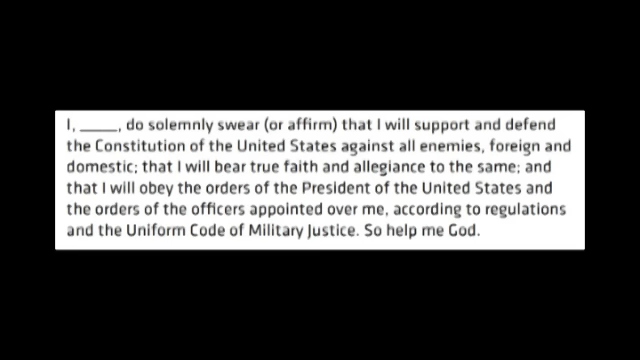 I, _____, do solemnly swear (or affirm) that I will support and defend
the Constitution of the United States against all enemies, foreign and
domestic; that I will bear true faith and allegiance to the same; and
that I will obey the orders of the President of the United States and
the orders of the officers appointed over me, according to regulations
and the Uniform Code of Military Justice. So help me God.